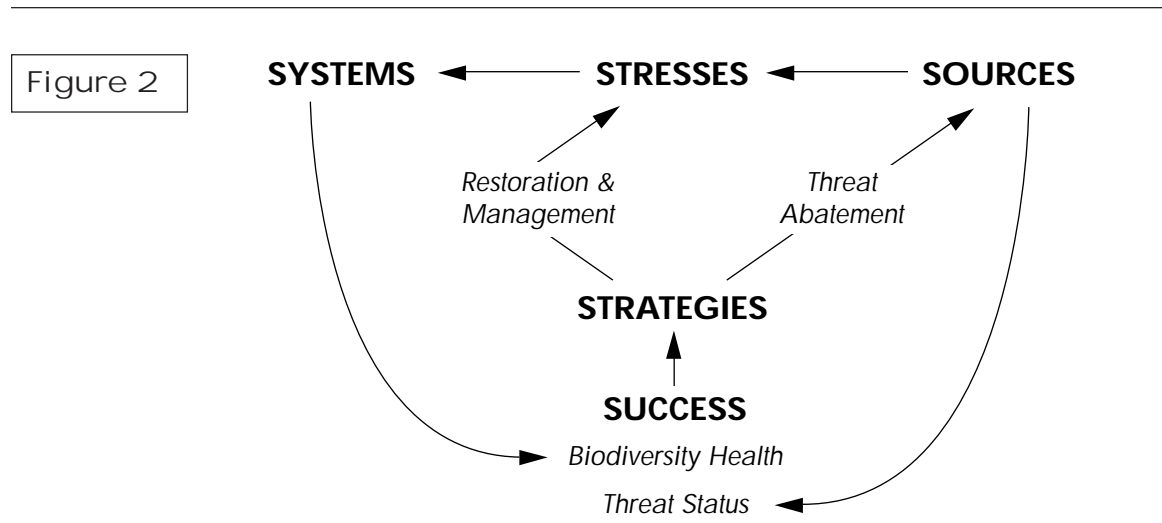 Figure 2
SYSTEMS STRESSES SOURCES
Restoration &
Management
Threat
Abatement
STRATEGIES
SUCCESS
Biodiversity Health
Threat Status